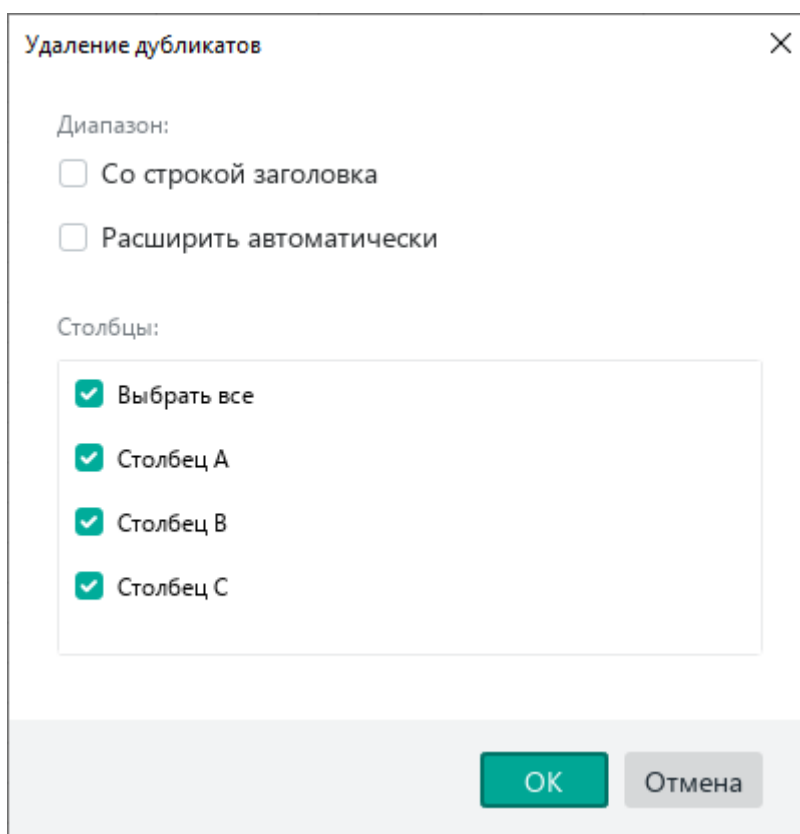 Удаление дубликатов
Диапазон:
Со строкой заголовка
Расширить автоматически
Столбцы:
Выбрать все
Столбец A
Столбец B
Столбец C
OK Отмена